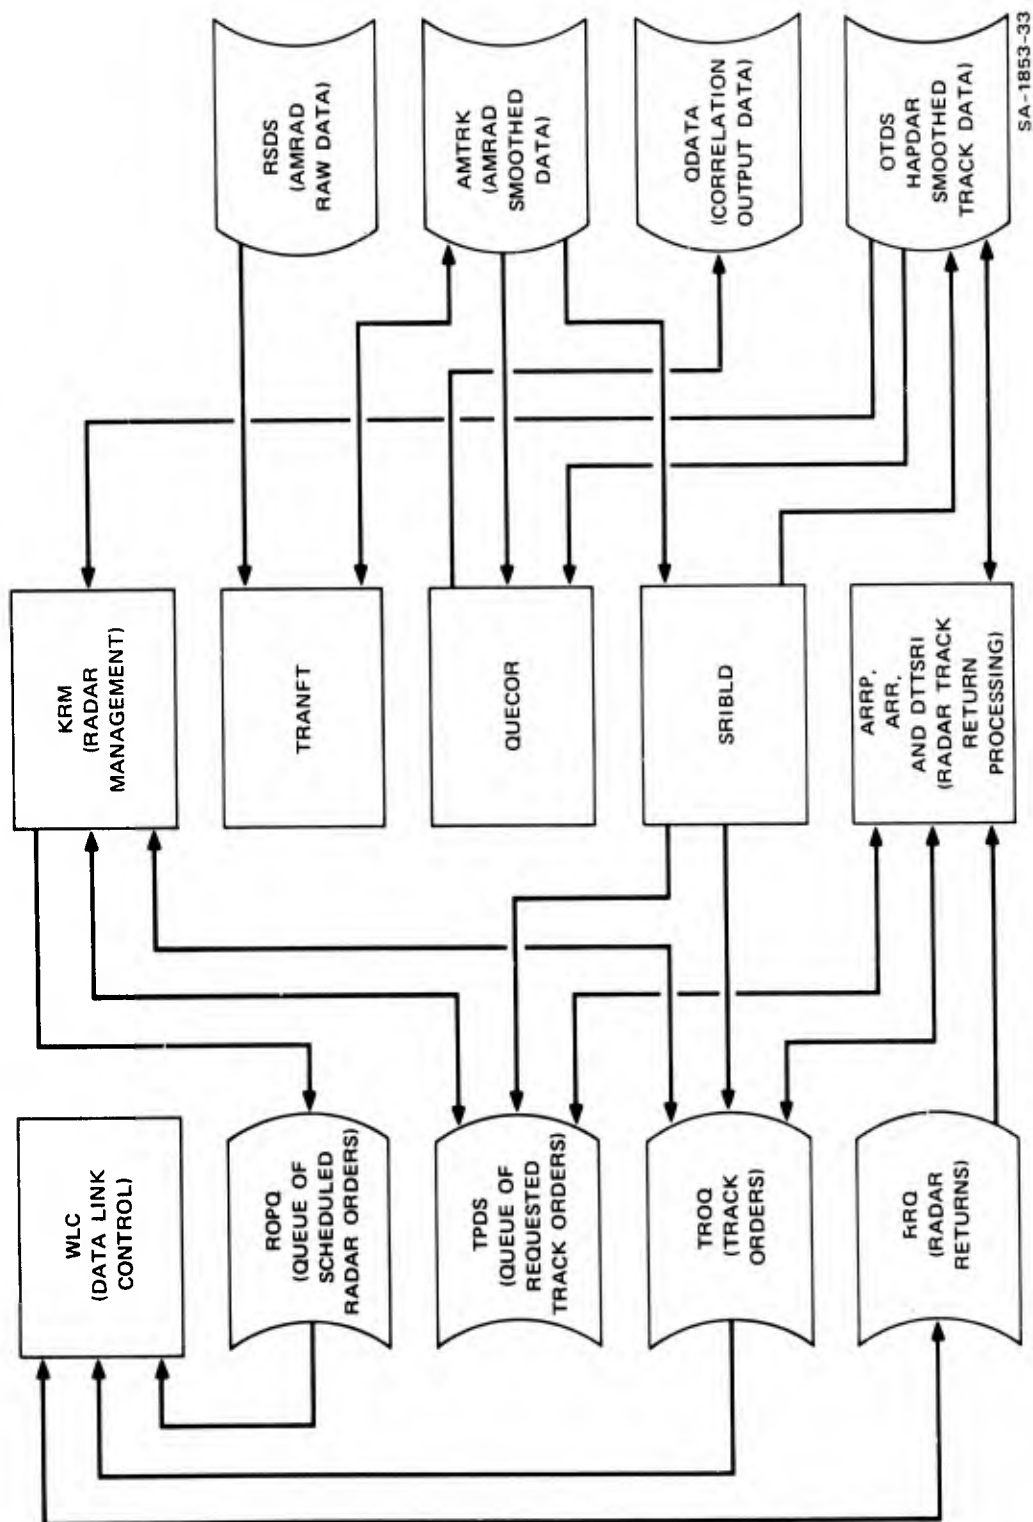 WLC
(DATA LINK
CONTROL)
KRM
(RADAR
MANAGEMENT)
ROPQ
(QUEUE OF
SCHEDULED
RADAR ORDERS)
TRANFT
RSDS
(AMRAD
RAW DATA)
TPDS
(QUEUE OF
REQUESTED
TRACK ORDERS)
QUECOR
AMTRK
(AMRAD
SMOOTHED
DATA)
TROQ
(TRACK
ORDERS)
SRIBLD
QDATA
(CORRELATION
OUTPUT DATA)
RRQ
(RADAR
RETURNS)
ARRP,
ARR,
AND DTTSRI
(RADAR TRACK
RETURN
PROCESSING)
OTDS
HAPDAR
SMOOTHED
TRACK DATA)
SA-1853-33